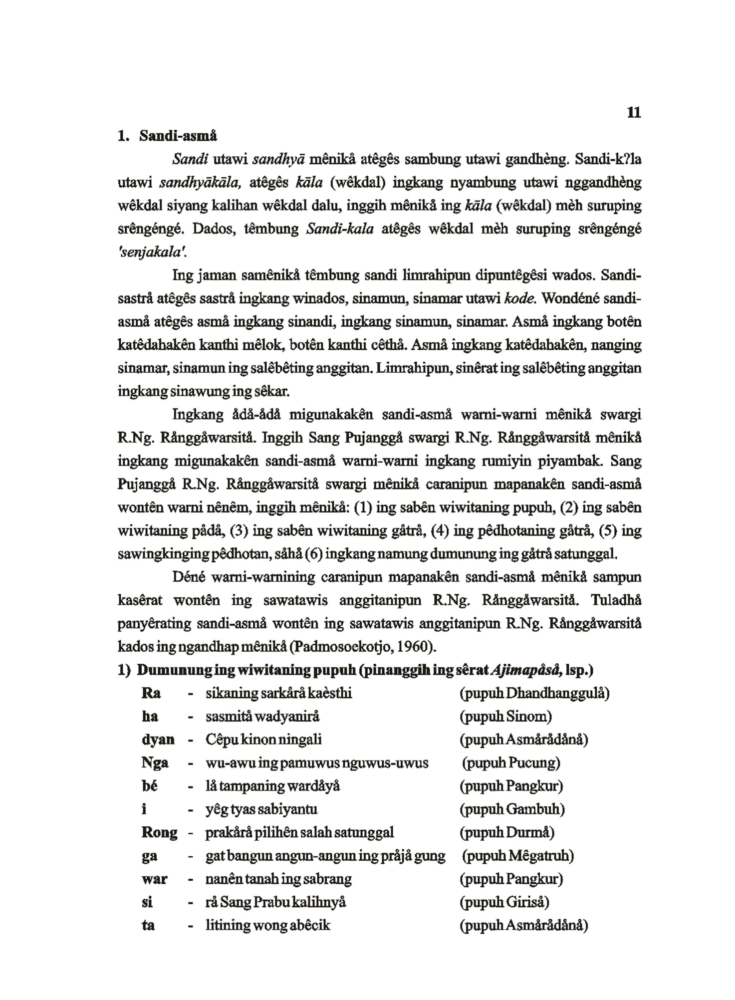 11
1. Sandi-asmå
Sandi utawi sandhyā mênikå atêgês sambung utawi gandhèng. Sandi-k?la
utawi sandhyākāla, atêgês kāla (wêkdal) ingkang nyambung utawi nggandhèng
wêkdal siyang kalihan wêkdal dalu, inggih mênikå ing kāla (wêkdal) mèh suruping
srêngéngé. Dados, têmbung Sandi-kala atêgês wêkdal mèh suruping srêngéngé
'senjakala'.
Ing jaman samênikå têmbung sandi limrahipun dipuntêgêsi wados. Sandi-
sastrå atêgês sastrå ingkang winados, sinamun, sinamar utawi kode. Wondéné sandi-
asmå atêgês asmå ingkang sinandi, ingkang sinamun, sinamar. Asmå ingkang botên
katêdahakên kanthi mêlok, botên kanthi cêthå. Asmå ingkang katêdahakên, nanging
sinamar, sinamun ing salêbêting anggitan. Limrahipun, sinêrat ing salêbêting anggitan
ingkang sinawung ing sêkar.
Ingkang ådå-ådå migunakakên sandi-asmå warni-warni mênikå swargi
R.Ng. Rånggåwarsitå. Inggih Sang Pujanggå swargi R.Ng. Rånggåwarsitå mênikå
ingkang migunakakên sandi-asmå warni-warni ingkang rumiyin piyambak. Sang
Pujanggå R.Ng. Rånggåwarsitå swargi mênikå caranipun mapanakên sandi-asmå
wontên warni nênêm, inggih mênikå: (1) ing sabên wiwitaning pupuh, (2) ing sabên
wiwitaning pådå, (3) ing sabên wiwitaning gåtrå, (4) ing pêdhotaning gåtrå, (5) ing
sawingkinging pêdhotan, såhå (6) ingkang namung dumunung ing gåtrå satunggal.
Déné warni-warnining caranipun mapanakên sandi-asmå mênikå sampun
kasêrat wontên ing sawatawis anggitanipun R.Ng. Rånggåwarsitå. Tuladhå
panyêrating sandi-asmå wontên ing sawatawis anggitanipun R.Ng. Rånggåwarsitå
kados ing ngandhap mênikå (Padmosoekotjo, 1960).
1) Dumunung ing wiwitaning pupuh (pinanggih ing sêrat Ajimapåså, lsp.)
Ra - sikaning sarkårå kaèsthi (pupuh Dhandhanggulå)
ha - sasmitå wadyanirå (pupuh Sinom)
dyan - Cêpu kinon ningali (pupuh Asmårådånå)
Nga - wu-awu ing pamuwus nguwus-uwus (pupuh Pucung)
bé - lå tampaning wardåyå (pupuh Pangkur)
i - yêg tyas sabiyantu (pupuh Gambuh)
Rong - prakårå pilihên salah satunggal (pupuh Durmå)
ga - gat bangun angun-angun ing pråjå gung (pupuh Mêgatruh)
war - nanên tanah ing sabrang (pupuh Pangkur)
si - rå Sang Prabu kalihnyå (pupuh Giriså)
ta - litining wong abêcik (pupuh Asmårådånå)